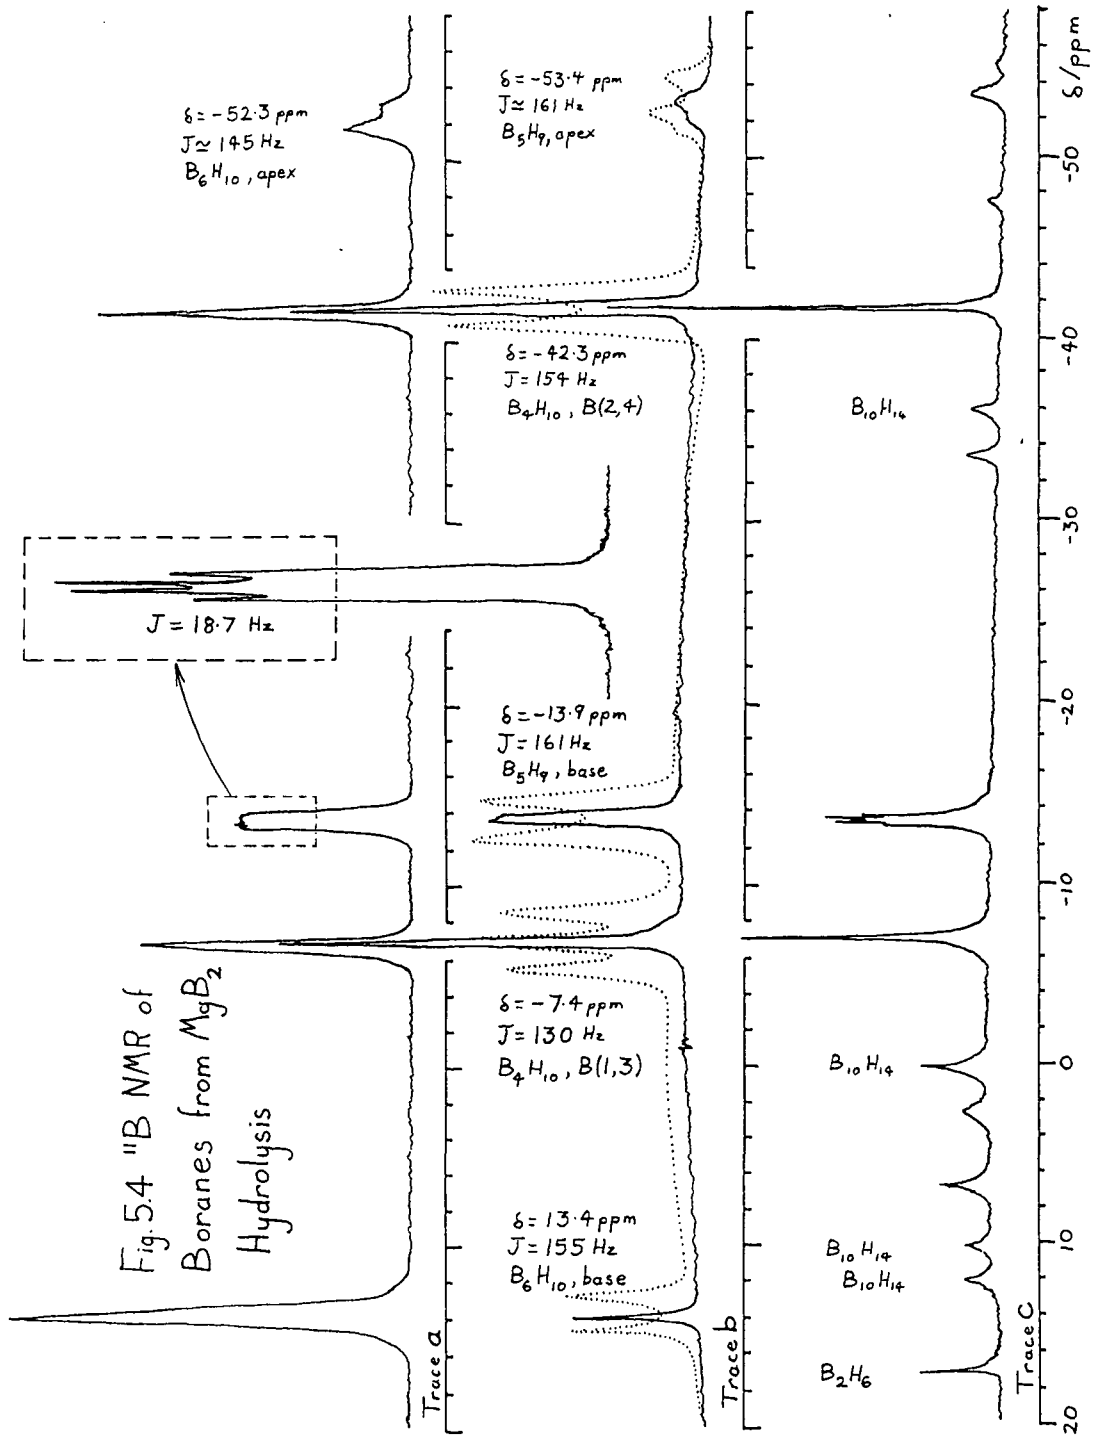 Fig. 5.4 "B NMR of
Boranes from MgB₂
Hydrolysis
δ = -52.3 ppm
J ≃ 145 Hz
B₆H₁₀, apex
J = 18.7 Hz
Trace a
δ = -53.4 ppm
J ≃ 161 Hz
B₅H₉, apex
δ = -42.3 ppm
J = 154 Hz
B₄H₁₀, B(2,4)
δ = -13.9 ppm
J = 161 Hz
B₅H₉, base
δ = -7.4 ppm
J = 130 Hz
B₄H₁₀, B(1,3)
δ = 13.4 ppm
J = 155 Hz
B₆H₁₀, base
Trace b
B₁₀H₁₄
B₁₀H₁₄
B₁₀H₁₄
B₁₀H₁₄
B₂H₆
Trace C
20 10 0 -10 -20 -30 -40 -50 δ/ppm